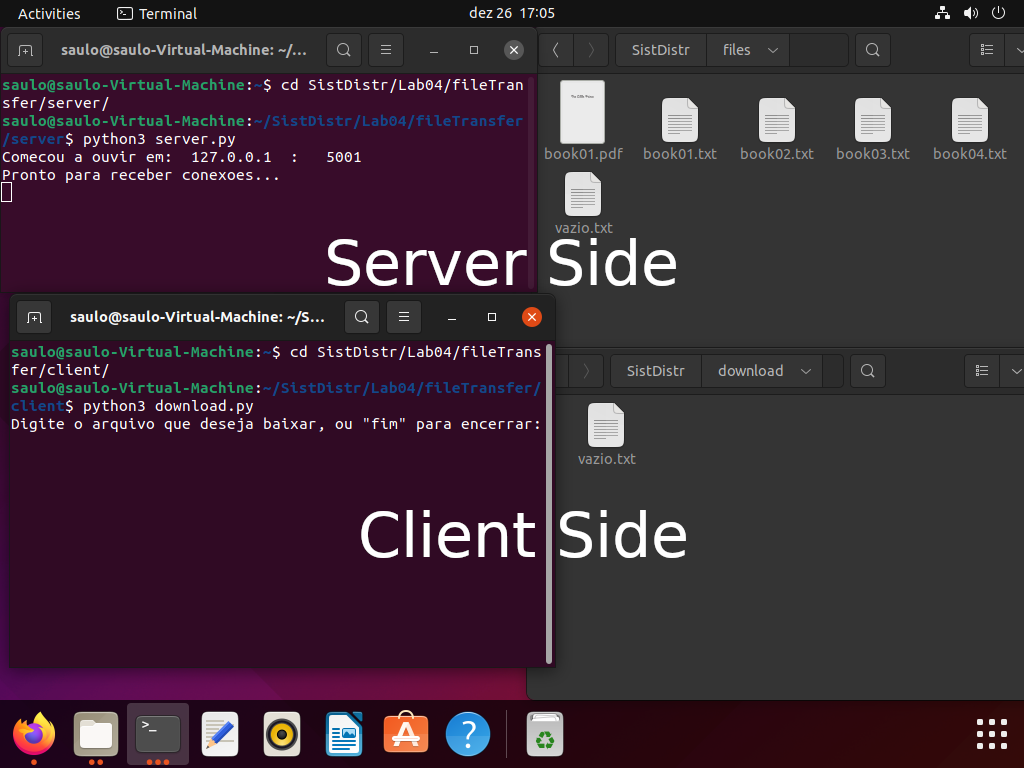 Activities
Terminal
dez 26 17:05
saulo@saulo-Virtual-Machine: ~/...
saulo@saulo-Virtual-Machine:~$ cd SistDistr/Lab04/fileTran
sfer/server/
saulo@saulo-Virtual-Machine:~/SistDistr/Lab04/fileTransfer
/server$ python3 server.py
Comecou a ouvir em:  127.0.0.1  :   5001
Pronto para receber conexoes...
SistDistr
files
book01.pdf
book01.txt
book02.txt
book03.txt
book04.txt
vazio.txt
Server Side
saulo@saulo-Virtual-Machine: ~/S...
saulo@saulo-Virtual-Machine:~$ cd SistDistr/Lab04/fileTrans
fer/client/
saulo@saulo-Virtual-Machine:~/SistDistr/Lab04/fileTransfer/
client$ python3 download.py
Digite o arquivo que deseja baixar, ou "fim" para encerrar:
SistDistr
download
vazio.txt
Client Side